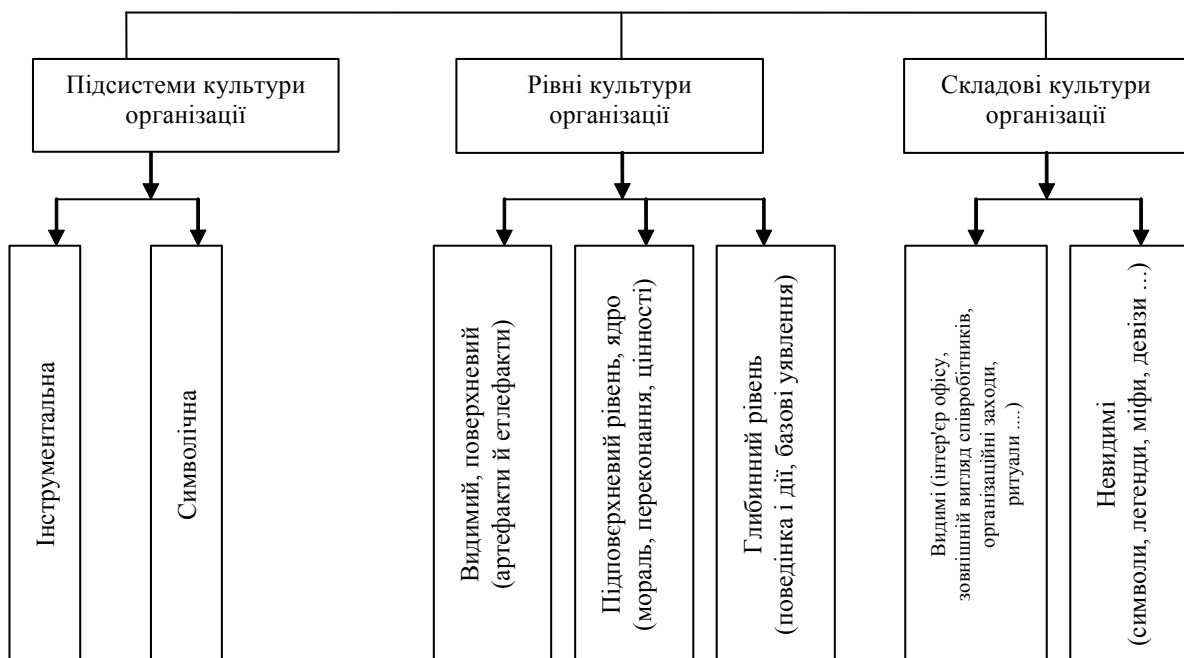 Підсистеми культури
організації
Рівні культури
організації
Складові культури
організації
Інструментальна
Символічна
Видимий, поверхневий
(артефакти й етлефакти)
Підповєрхневий рівень, ядро
(мораль, переконання, цінності)
Глибинний рівень
(поведінка і дії, базові уявлення)
Видимі (інтер'єр офісу,
зовнішній вигляд співробітників,
організаційні заходи,
ритуали ....)
Невидимі
(символи, легенди, міфи, девізи ...)